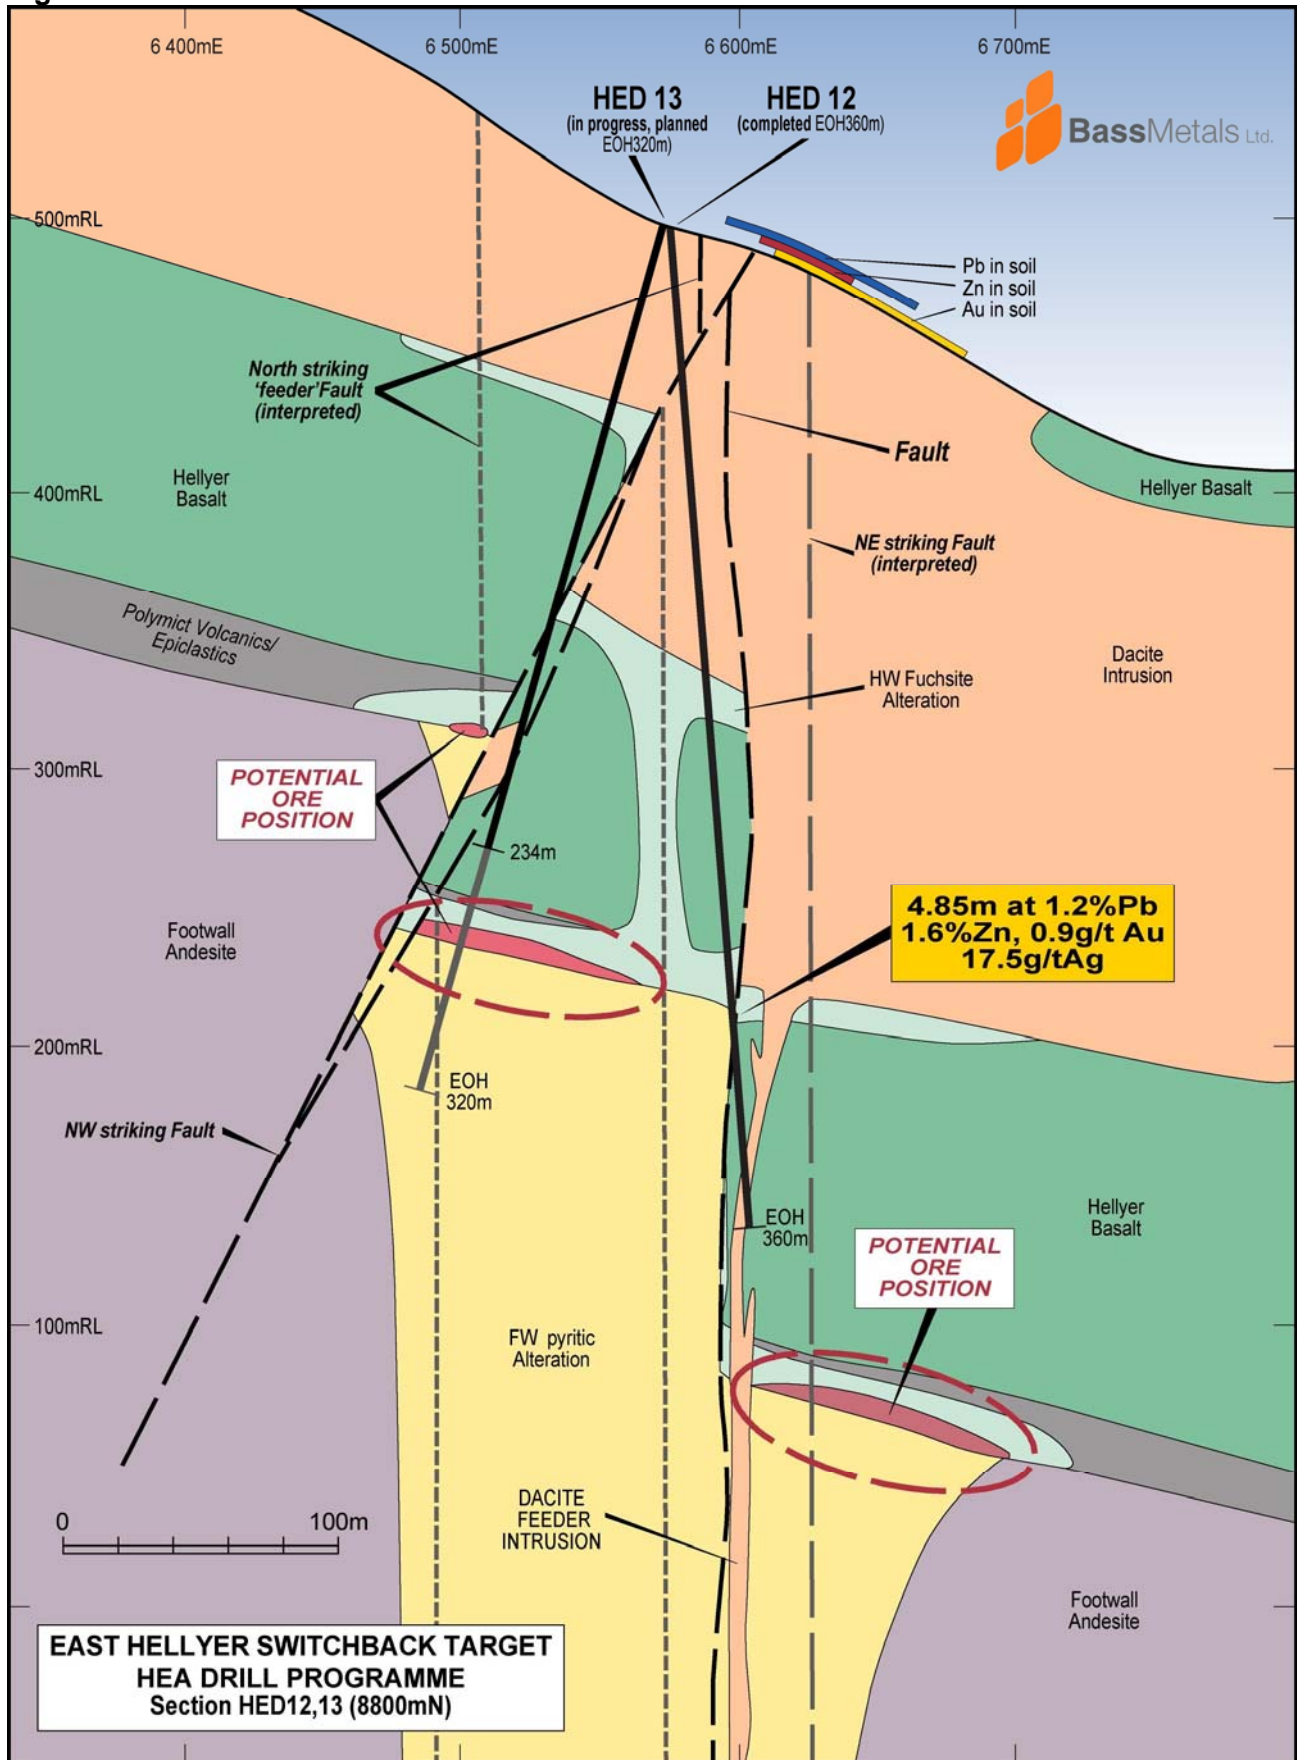 6 400mE
6 500mE
6 600mE
6 700mE
HED 13
(in progress, planned
EOH320m)
HED 12
(completed EOH360m)
BassMetals Ltd.
500mRL
Pb in soil
Zn in soil
Au in soil
North striking
'feeder'Fault
(interpreted)
Fault
Hellyer
Basalt
400mRL
Hellyer Basalt
NE striking Fault
(interpreted)
Polymict Volcanics/
Epiclastics
Dacite
Intrusion
HW Fuchsite
Alteration
300mRL
POTENTIAL
ORE
POSITION
234m
4.85m at 1.2%Pb
1.6%Zn, 0.9g/t Au
17.5g/tAg
Footwall
Andesite
200mRL
EOH
320m
NW striking Fault
EOH
360m
Hellyer
Basalt
POTENTIAL
ORE
POSITION
100mRL
FW pyritic
Alteration
DACITE
FEEDER
INTRUSION
0
100m
Footwall
Andesite
EAST HELLYER SWITCHBACK TARGET
HEA DRILL PROGRAMME
Section HED12,13 (8800mN)